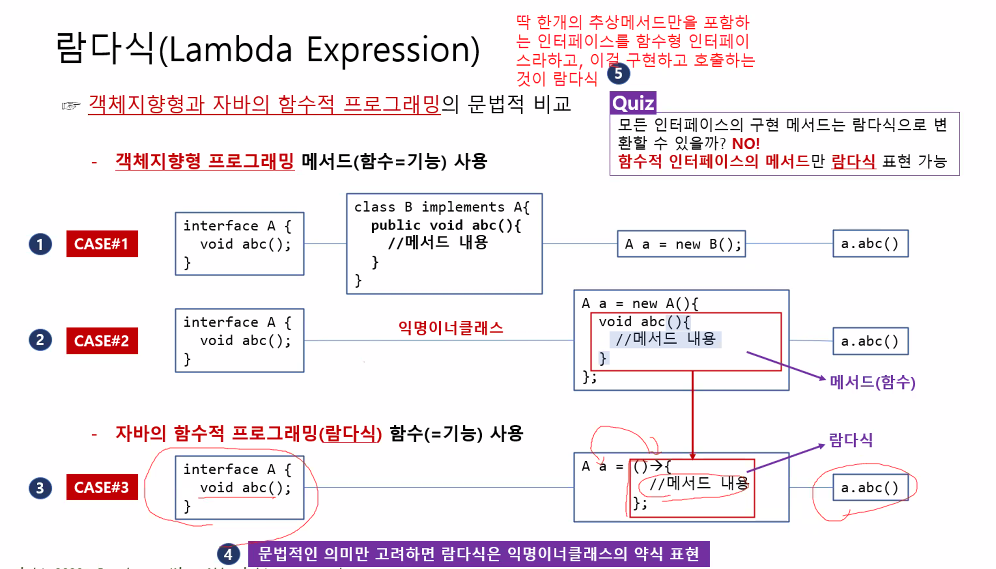 람다식(Lambda Expression)
딱 한개의 추상메서드만을 포함하
는 인터페이스를 함수형 인터페이
스라하고, 이걸 구현하고 호출하는
것이 람다식
5
☞ 객체지향형과 자바의 함수적 프로그래밍의 문법적 비교
Quiz
모든 인터페이스의 구현 메서드는 람다식으로 변
환할 수 있을까? NO!
함수적 인터페이스의 메서드만 람다식 표현 가능
- 객체지향형 프로그래밍 메서드(함수=기능) 사용
1
CASE#1
interface A {
void abc();
}
class B implements A{
public void abc(){
//메서드 내용
}
}
A a = new B();
a.abc()
2
CASE#2
interface A {
void abc();
}
익명이너클래스
A a = new A(){
void abc(){
//메서드 내용
}
};
a.abc()
메서드(함수)
- 자바의 함수적 프로그래밍(람다식) 함수(=기능) 사용
람다식
3
CASE#3
interface A {
void abc();
}
A a = ()→{
//메서드 내용
};
a.abc()
4
문법적인 의미만 고려하면 람다식은 익명이너클래스의 약식 표현